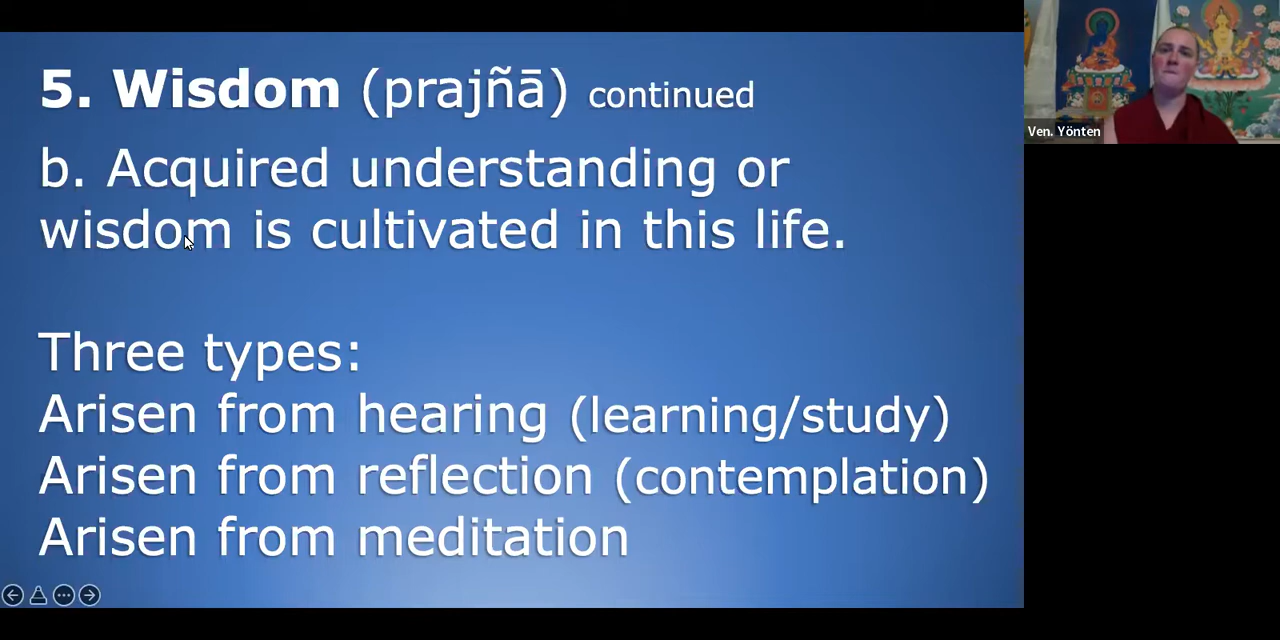 5. Wisdom (prajñā) continued
b. Acquired understanding or
wisdom is cultivated in this life.
Three types:
Arisen from hearing (learning/study)
Arisen from reflection (contemplation)
Arisen from meditation
Ven. Yönten